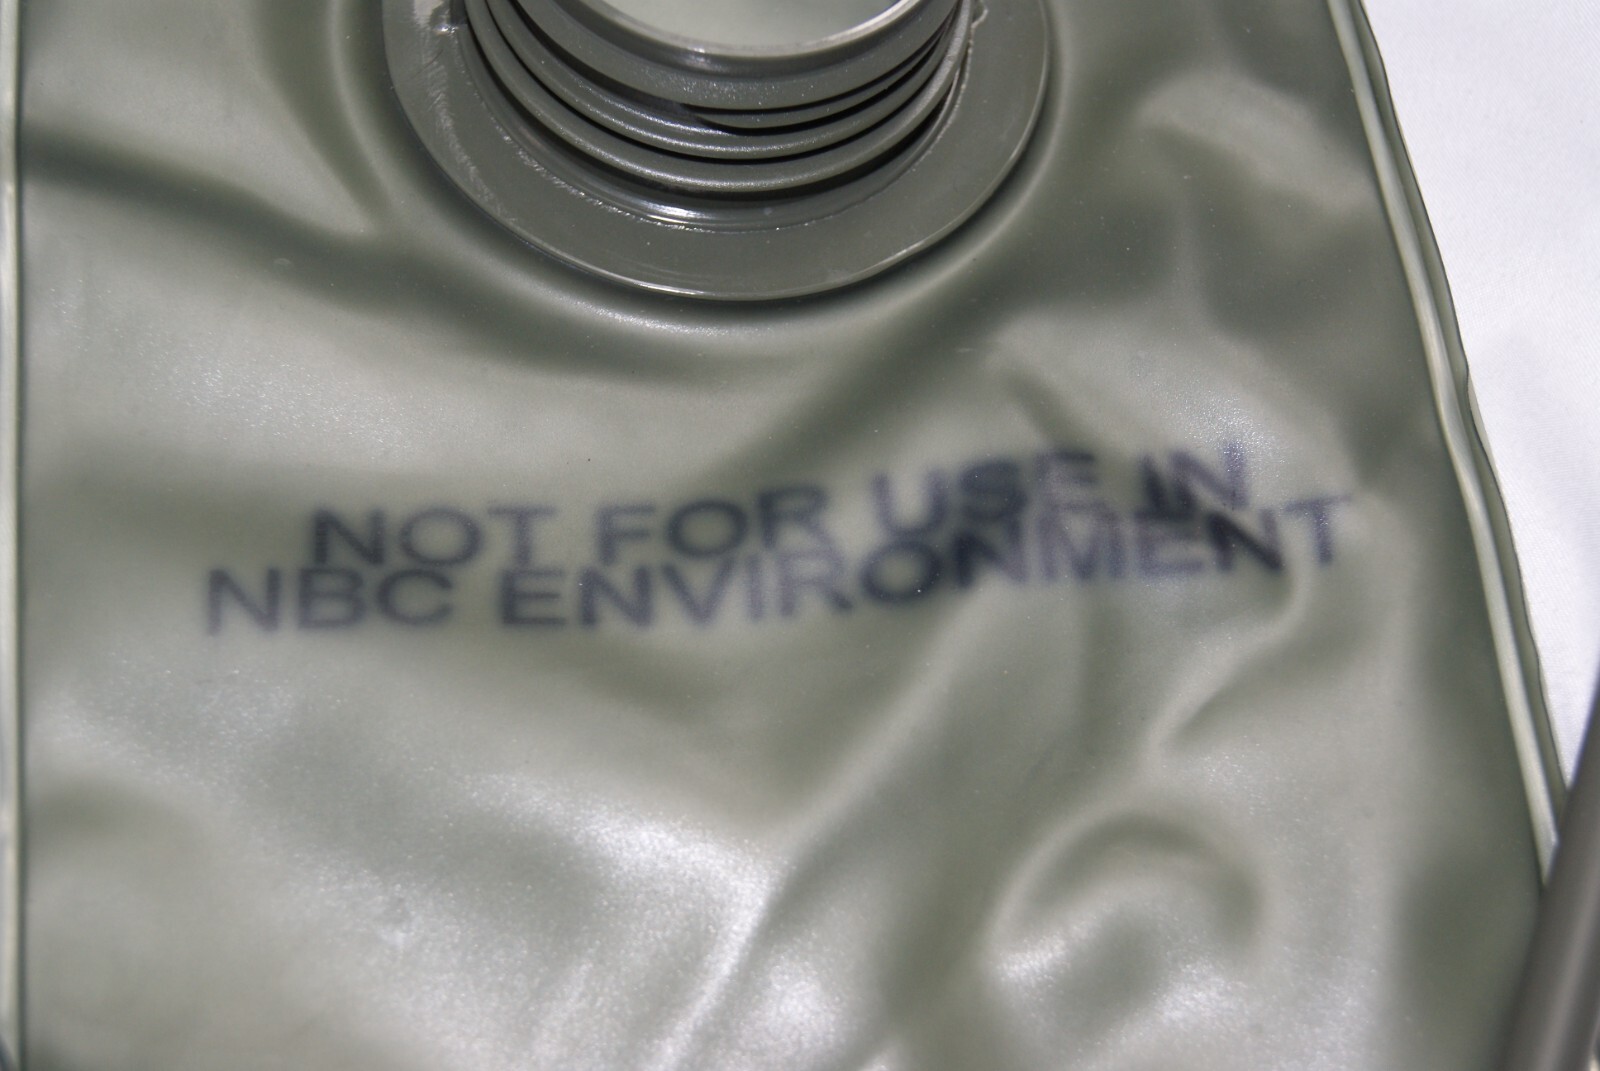 NOT FOR USE IN
NBC ENVIRONMENT